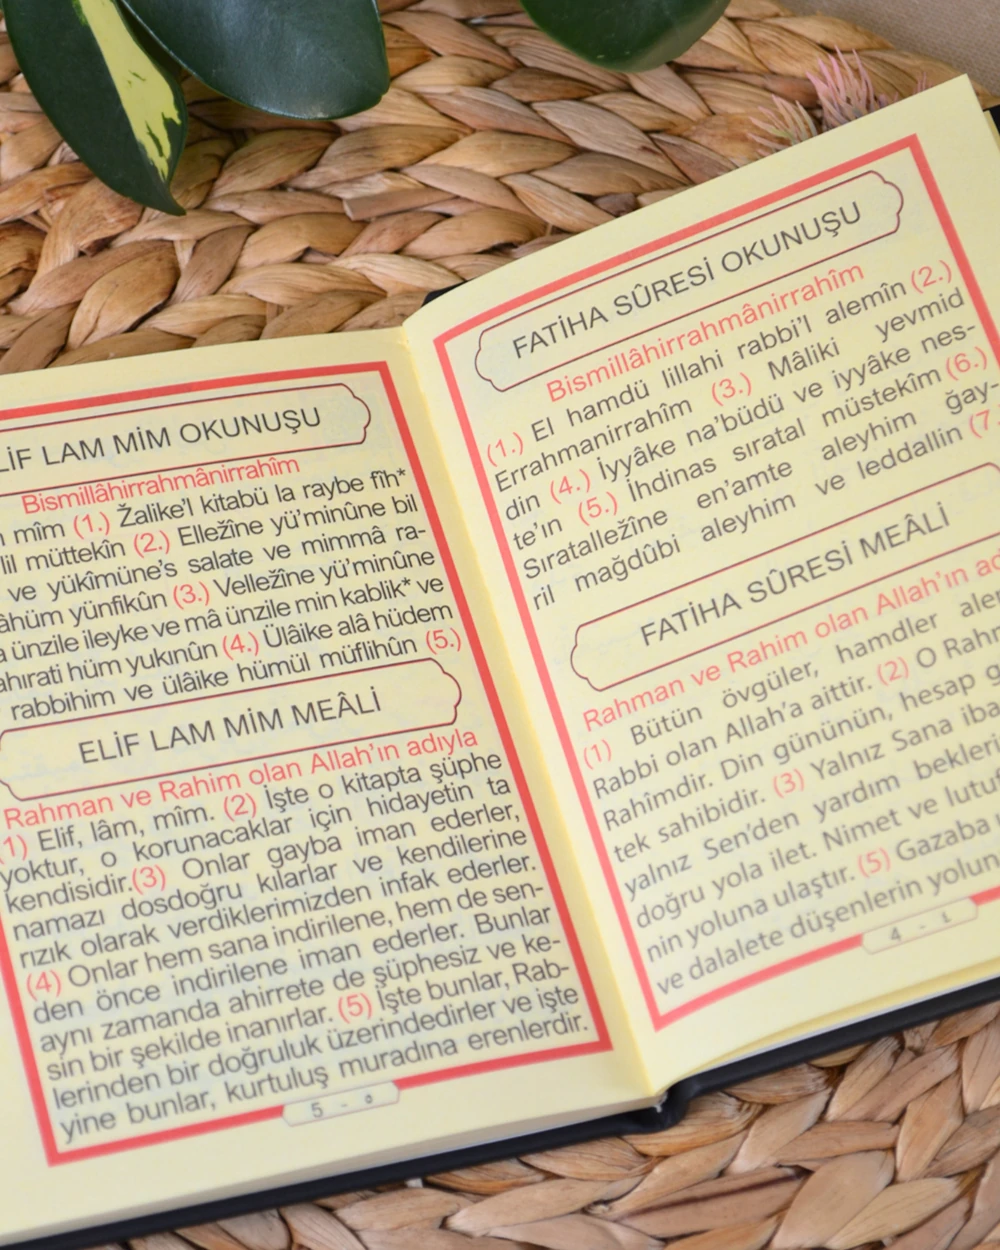 LİF LAM MİM OKUNUŞU
Bismillâhirrahmânirrahîm
mîm (1.) Žalike'l kitabü la raybe fîh*
lil müttekîn (2.) Elležîne yü'minûne bil
ve yükîmüne's salate ve mimmâ ra-
âhüm yünfikûn (3.) Vellezîne yü'minûne
ünzile ileyke ve mâ ünzile min kablik* ve
ahırati hüm yukınûn (4.) Ülâike alâ hüdem
rabbihim ve ülâike hümül müflihûn (5.)
ELİF LAM MİM MEÂLİ
Rahman ve Rahim olan Allah'ın adıyla
(1) Elif, lâm, mîm. (2) İşte o kitapta şüphe
yoktur, o korunacaklar için hidayetin ta
kendisidir.(3) Onlar gayba iman ederler,
namazı dosdoğru kılarlar ve kendilerine
rızık olarak verdiklerimizden infak ederler.
(4) Onlar hem sana indirilene, hem de sen-
den önce indirilene iman ederler. Bunlar
aynı zamanda ahirrete de şüphesiz ve ke-
sin bir şekilde inanırlar. (5) İşte bunlar, Rab-
lerinden bir doğruluk üzerindedirler ve işte
yine bunlar, kurtuluş muradına erenlerdir.
5 - ٥
FATİHA SÛRESİ OKUNUŞU
Bismillâhirrahmânirrahîm
(1.) El hamdü lillahi rabbi'l alemîn (2.)
Errahmanirrahîm (3.) Mâliki yevmid
din (4.) İyyâke na'büdü ve iyyâke nes-
te'ın (5.) İhdinas sıratal müstekîm (6.)
Sıratalležîne en'amte aleyhim ğay-
ril mağdûbi aleyhim ve leddallin (7.
FATİHA SÛRESİ MEÂLİ
Rahman ve Rahim olan Allah'ın ad
(1) Bütün övgüler, hamdler ale
Rabbi olan Allah'a aittir. (2) O Rahm
Rahîmdir. Din gününün, hesap g
tek sahibidir. (3) Yalnız Sana iba
yalnız Sen'den yardım bekleri
doğru yola ilet. Nimet ve lutu
nin yoluna ulaştır. (5) Gazaba
ve dalalete düşenlerin yolun
4 - ٤